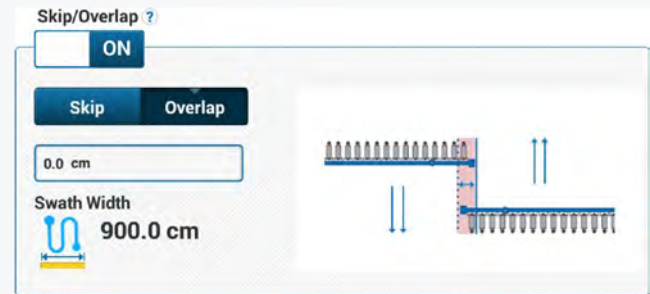 Skip/Overlap ?
ON
Skip Overlap
0.0 cm
Swath Width
900.0 cm